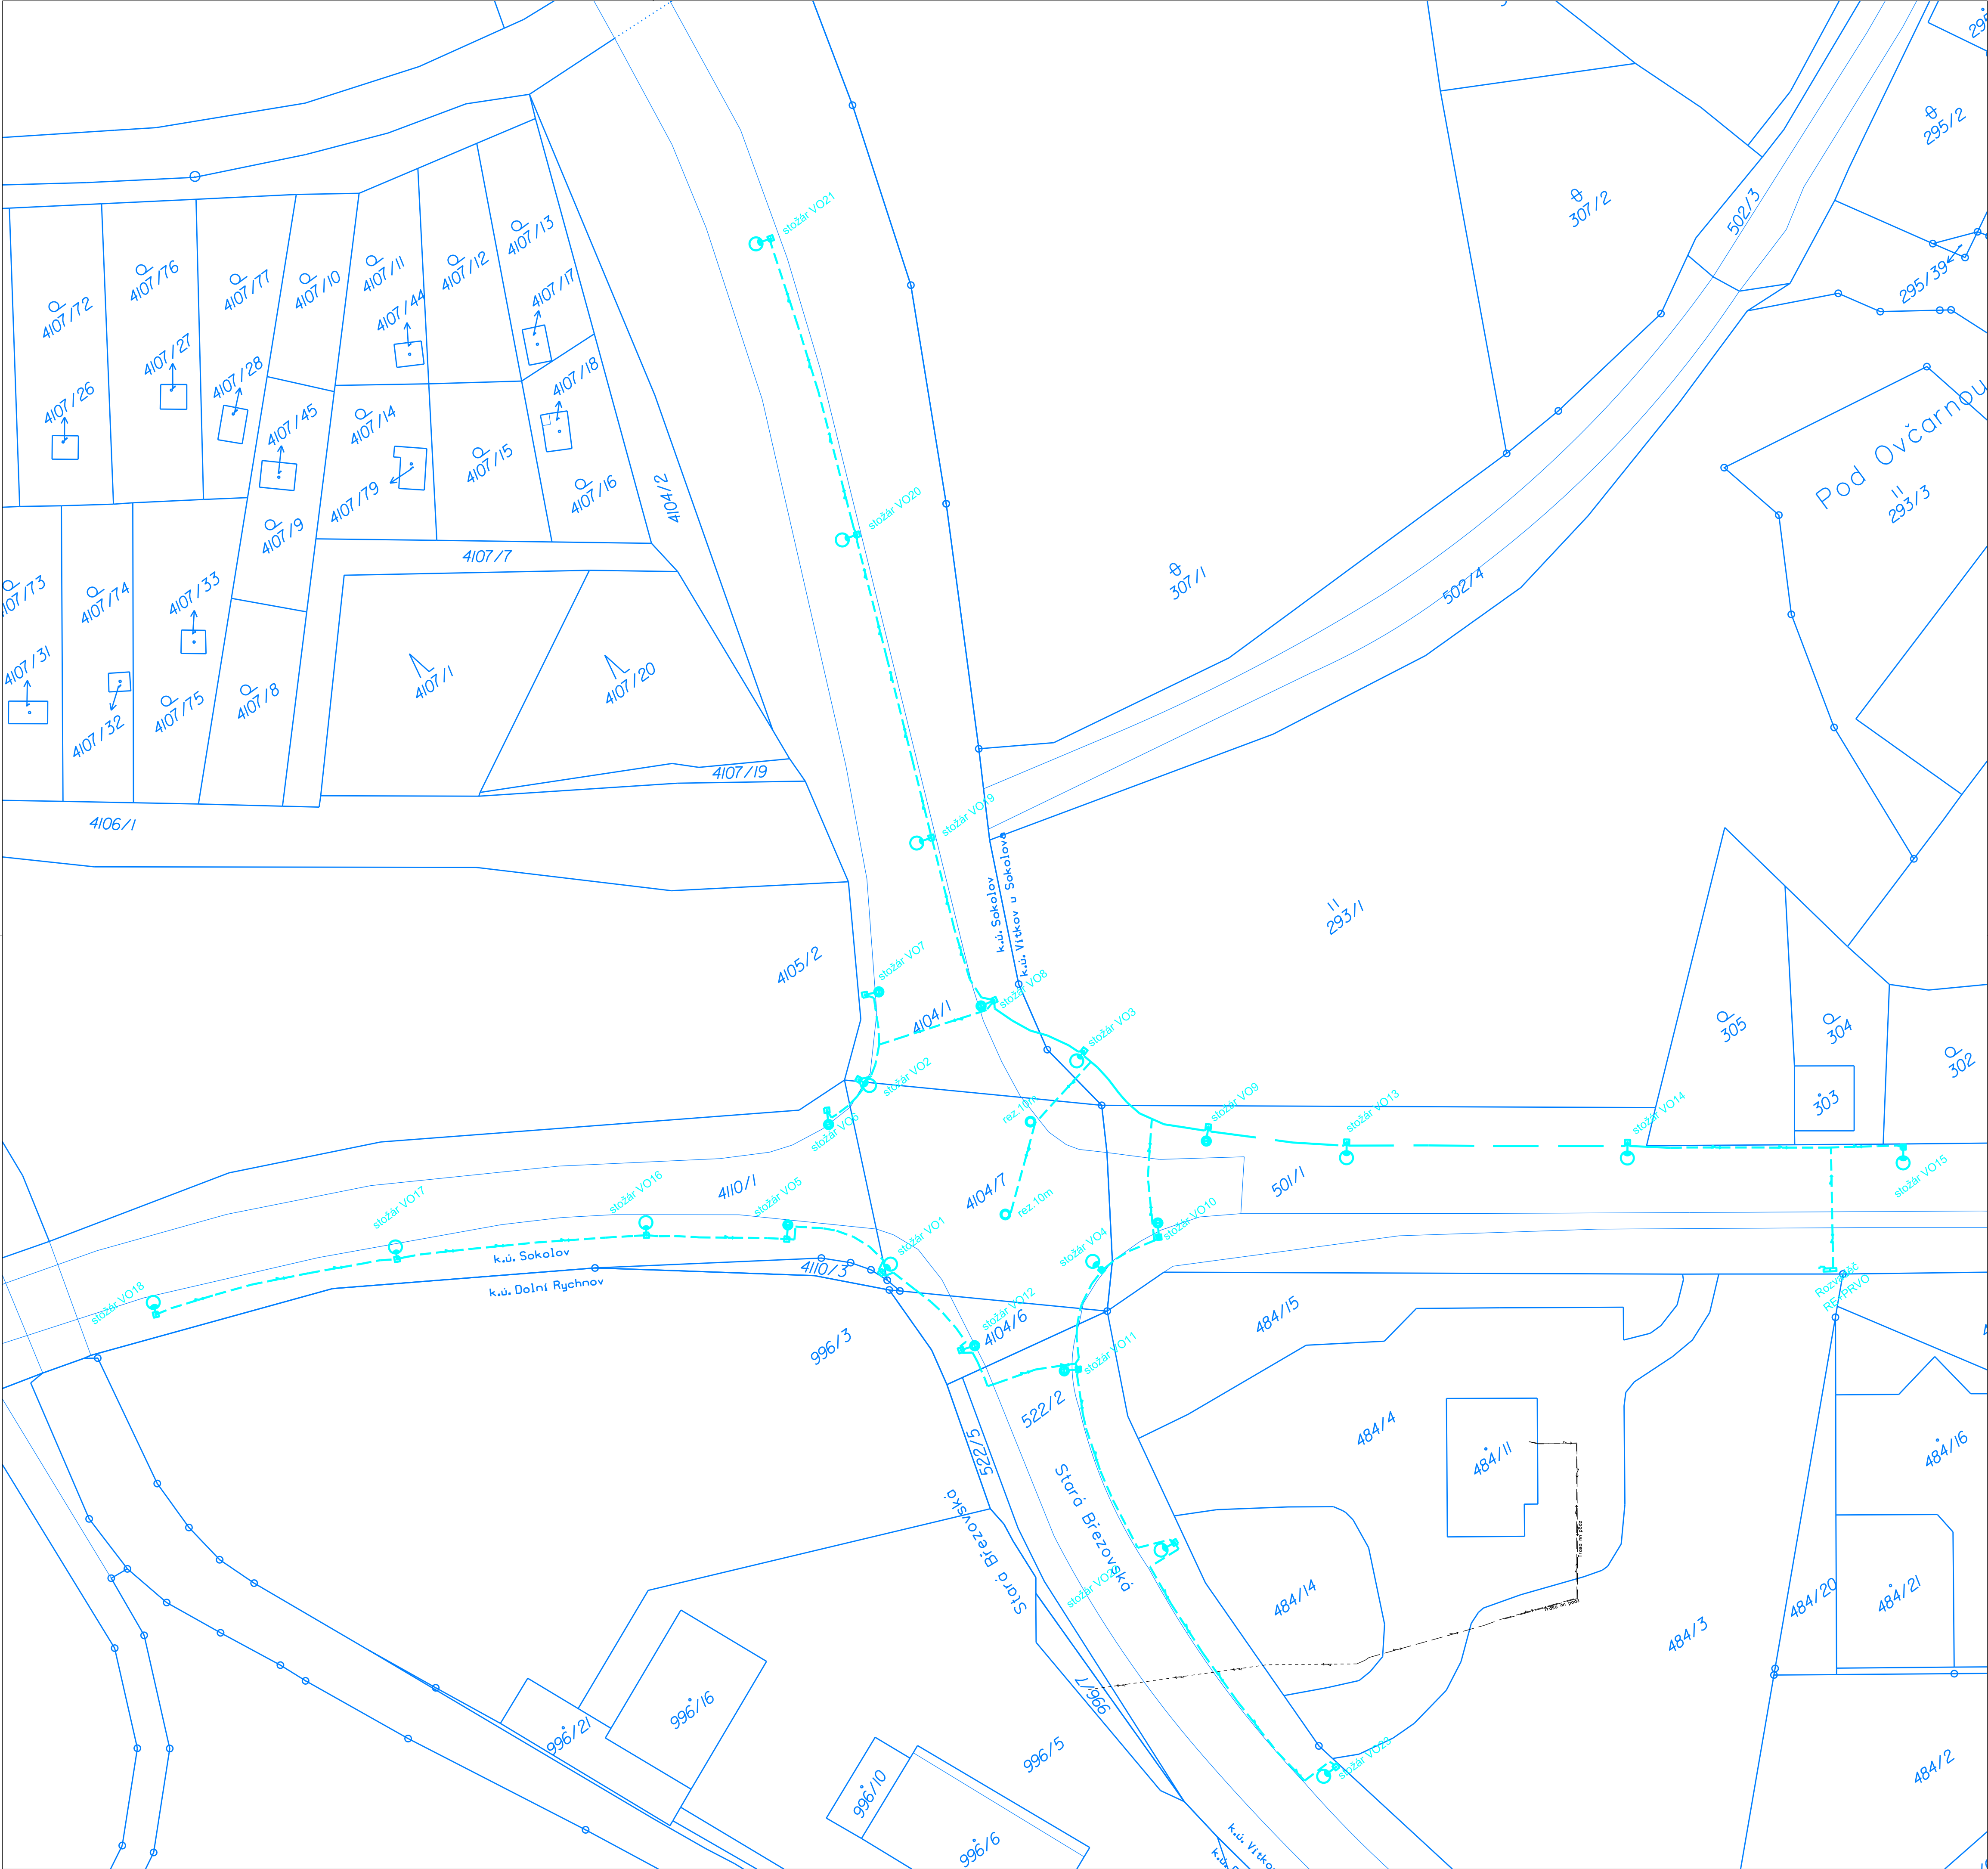 stožár VO21
295/2
307/2
502/3
4107/13
4107/76
4107/77
4107/10
4107/11
4107/12
4107/72
4107/44
4107/17
295/39
4107/27
4107/28
4107/18
4107/26
4107/45
4107/14
4107/15
4107/16
4107/79
4104/2
stožár VO20
Pod Ovčarnou
293/3
4107/9
4107/7
307/1
502/4
4107/74
4107/33
4107/31
4107/32
4107/75
4107/8
4107/1
4107/20
4107/19
4106/1
stožár VO19
k.ú. Sokolov
k.ú. Vítkov u Sokolova
293/1
4105/2
stožár VO7
stožár VO8
4104/1
stožár VO3
305
304
302
303
stožár VO2
rez.10m
stožár VO9
stožár VO13
stožár VO14
stožár VO15
4110/1
4104/7
501/1
stožár VO17
stožár VO16
stožár VO5
stožár VO1
rez.10m
stožár VO4
stožár VO10
k.ú. Sokolov
4110/3
k.ú. Dolní Rychnov
stožár VO18
stožár VO12
4104/6
484/15
996/3
stožár VO11
522/2
522/5
484/4
484/11
484/16
Stará Březovská
Stará Březovská
484/14
484/20
484/21
484/3
996/7
996/16
996/21
996/5
996/10
996/6
484/2